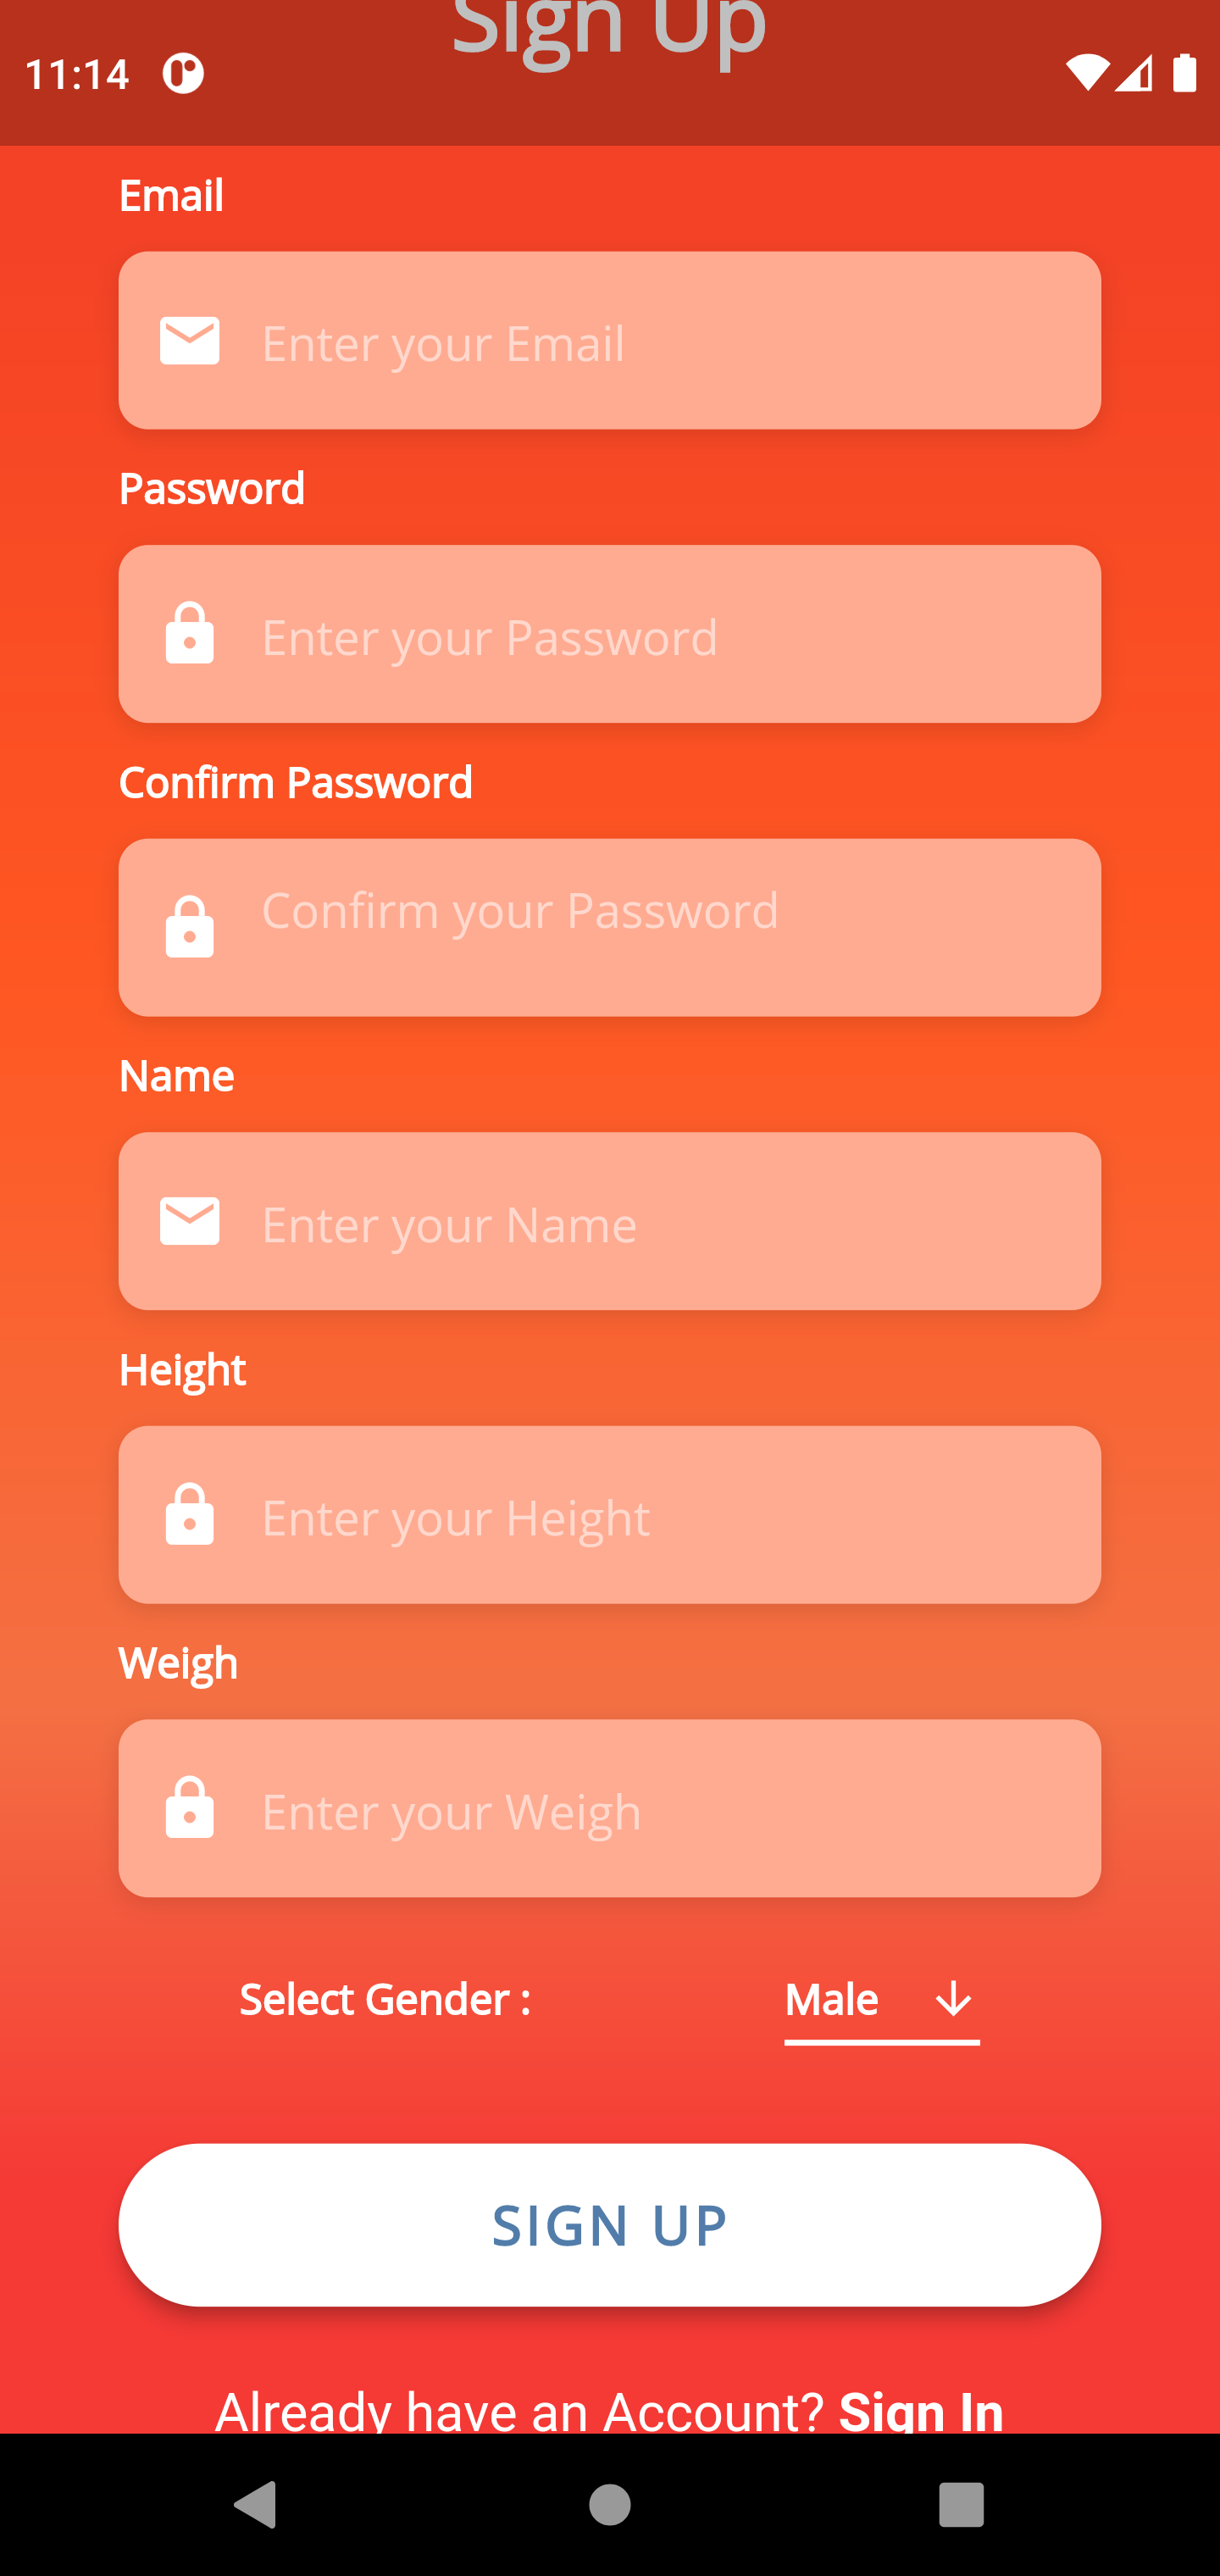 Sign Up
11:14
Email
Enter your Email
Password
Enter your Password
Confirm Password
Confirm your Password
Name
Enter your Name
Height
Enter your Height
Weigh
Enter your Weigh
Select Gender : Male
SIGN UP
Already have an Account? Sign In